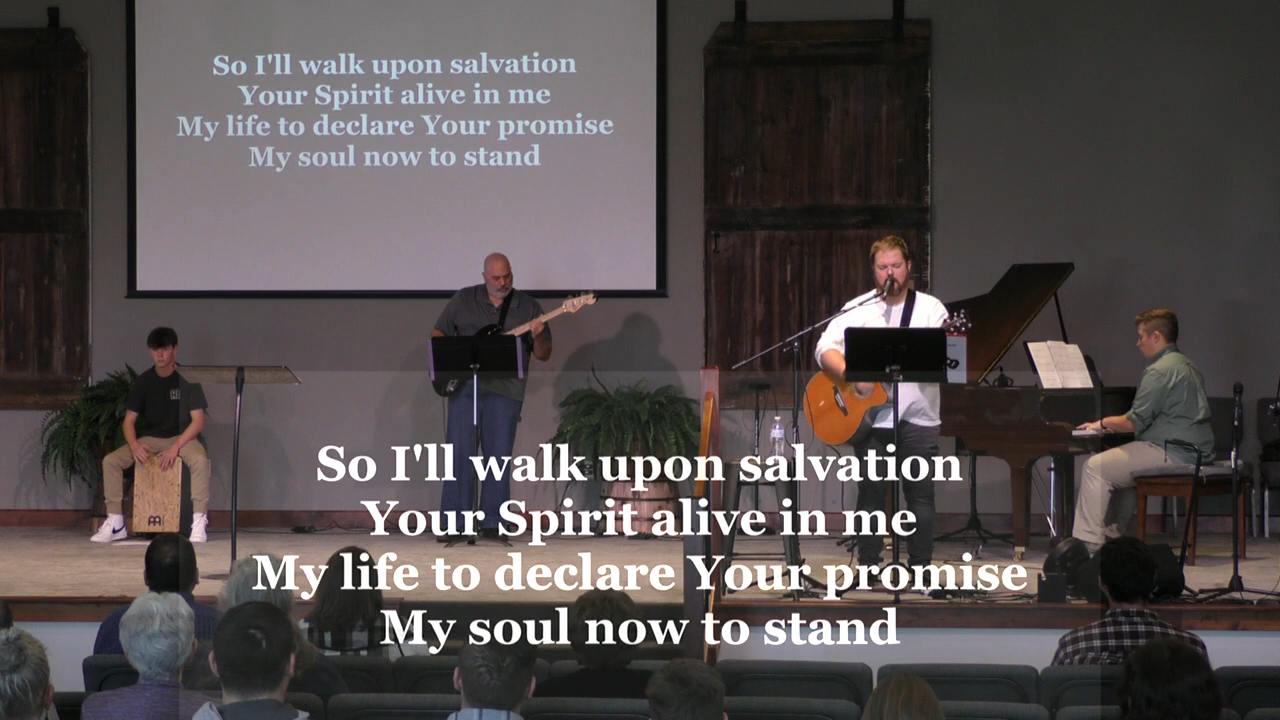 So I'll walk upon salvation
Your Spirit alive in me
My life to declare Your promise
My soul now to stand
So I'll walk upon salvation
Your Spirit alive in me
My life to declare Your promise
My soul now to stand